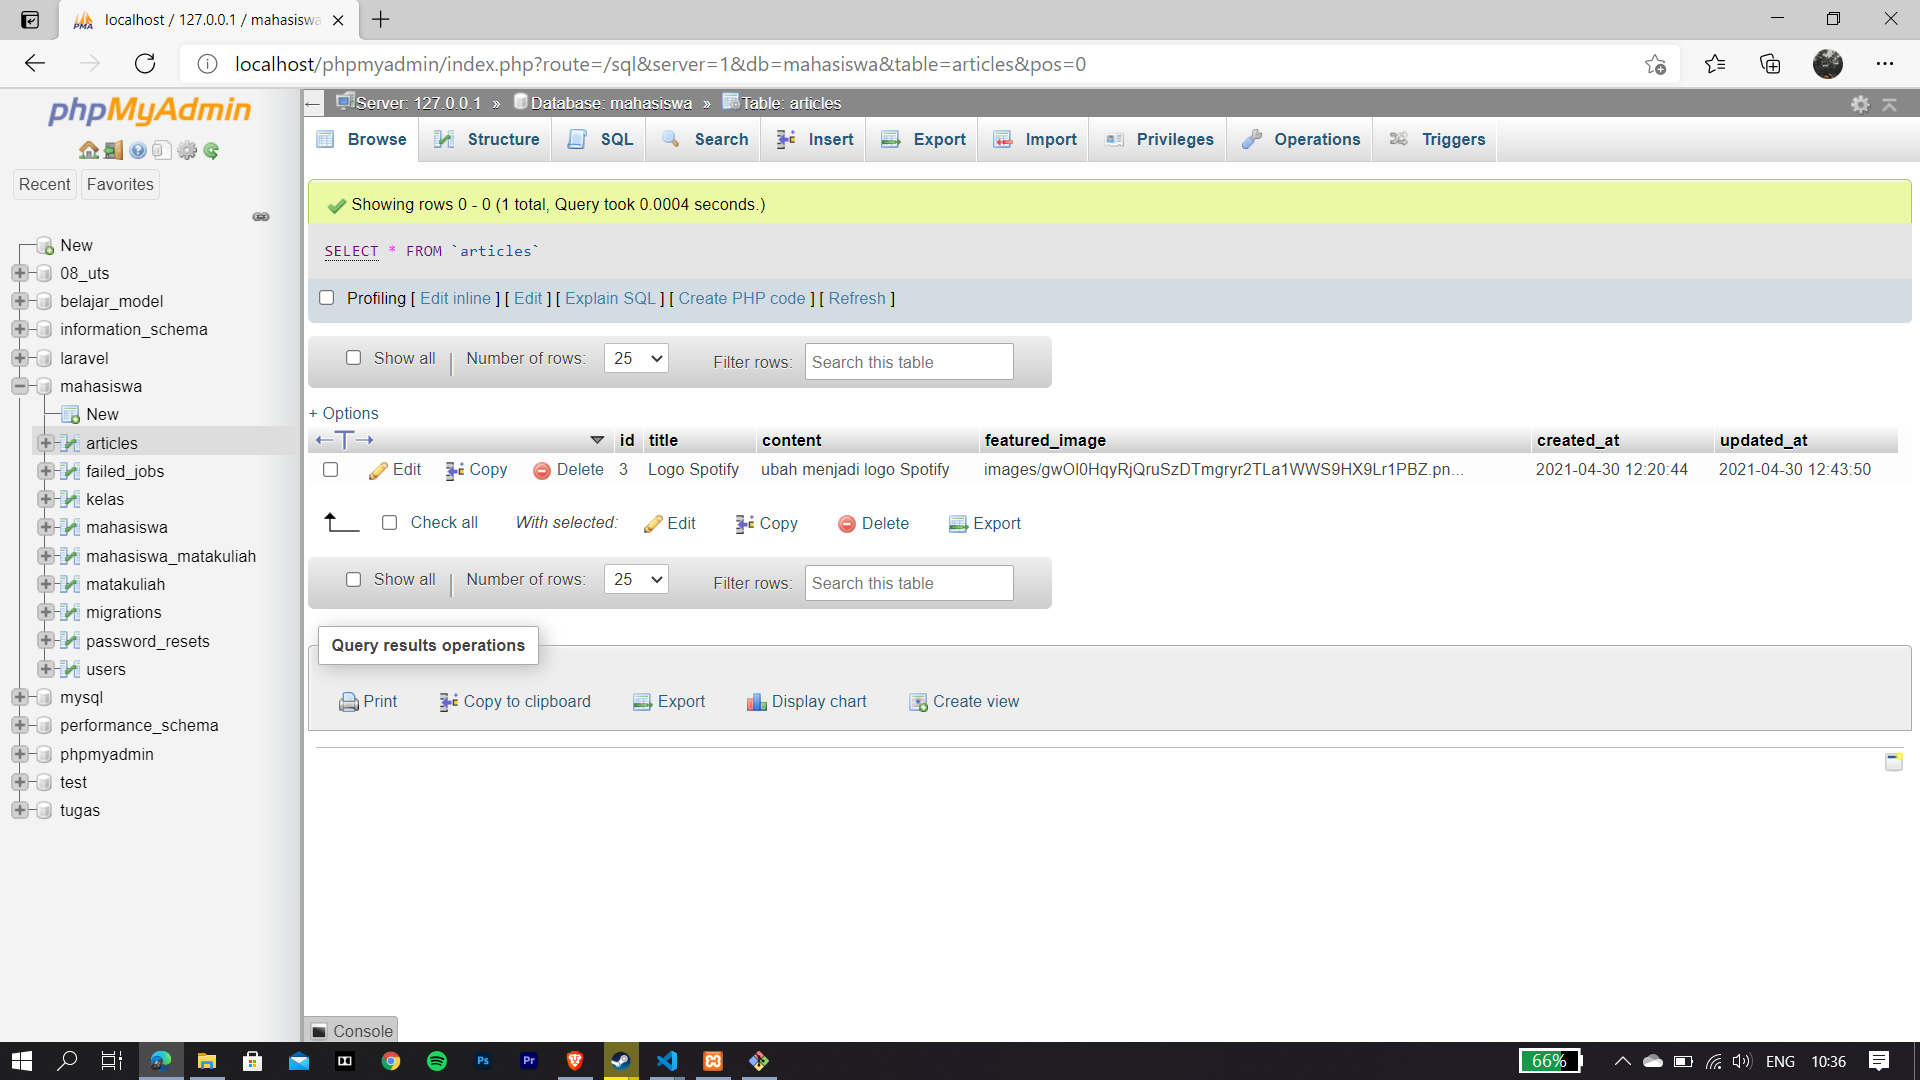 localhost / 127.0.0.1 / mahasiswa
localhost/phpmyadmin/index.php?route=/sql&server=1&db=mahasiswa&table=articles&pos=0
phpMyAdmin
Recent Favorites
New
08_uts
belajar_model
information_schema
laravel
mahasiswa
New
articles
failed_jobs
kelas
mahasiswa
mahasiswa_matakuliah
matakuliah
migrations
password_resets
users
mysql
performance_schema
phpmyadmin
test
tugas
Server: 127.0.0.1 » Database: mahasiswa » Table: articles
Browse Structure SQL Search Insert Export Import Privileges Operations Triggers
Showing rows 0 - 0 (1 total, Query took 0.0004 seconds.)
SELECT * FROM `articles`
Profiling [ Edit inline ] [ Edit ] [ Explain SQL ] [ Create PHP code ] [ Refresh ]
Show all | Number of rows: 25 Filter rows: Search this table
+ Options
←T→ id title content featured_image created_at updated_at
Edit Copy Delete 3 Logo Spotify ubah menjadi logo Spotify images/gwOl0HqyRjQruSzDTmgryr2TLa1WWS9HX9Lr1PBZ.pn... 2021-04-30 12:20:44 2021-04-30 12:43:50
Check all With selected: Edit Copy Delete Export
Show all | Number of rows: 25 Filter rows: Search this table
Query results operations
Print Copy to clipboard Export Display chart Create view
Console
66% ENG 10:36